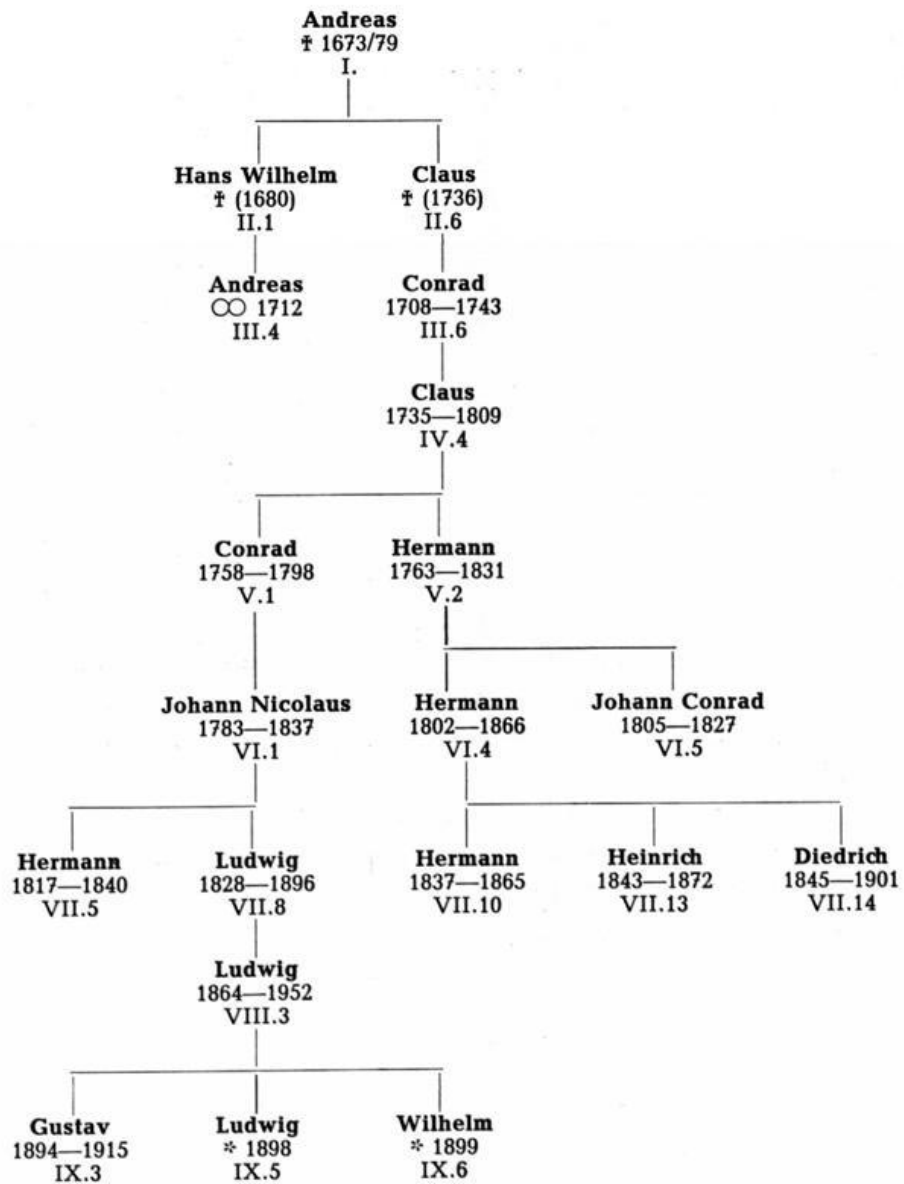 Andreas
✝ 1673/79
I.
Hans Wilhelm
✝ (1680)
II.1
Claus
✝ (1736)
II.6
Andreas
⚭ 1712
III.4
Conrad
1708—1743
III.6
Claus
1735—1809
IV.4
Conrad
1758—1798
V.1
Hermann
1763—1831
V.2
Johann Nicolaus
1783—1837
VI.1
Hermann
1802—1866
VI.4
Johann Conrad
1805—1827
VI.5
Hermann
1817—1840
VII.5
Ludwig
1828—1896
VII.8
Hermann
1837—1865
VII.10
Heinrich
1843—1872
VII.13
Diedrich
1845—1901
VII.14
Ludwig
1864—1952
VIII.3
Gustav
1894—1915
IX.3
Ludwig
* 1898
IX.5
Wilhelm
* 1899
IX.6